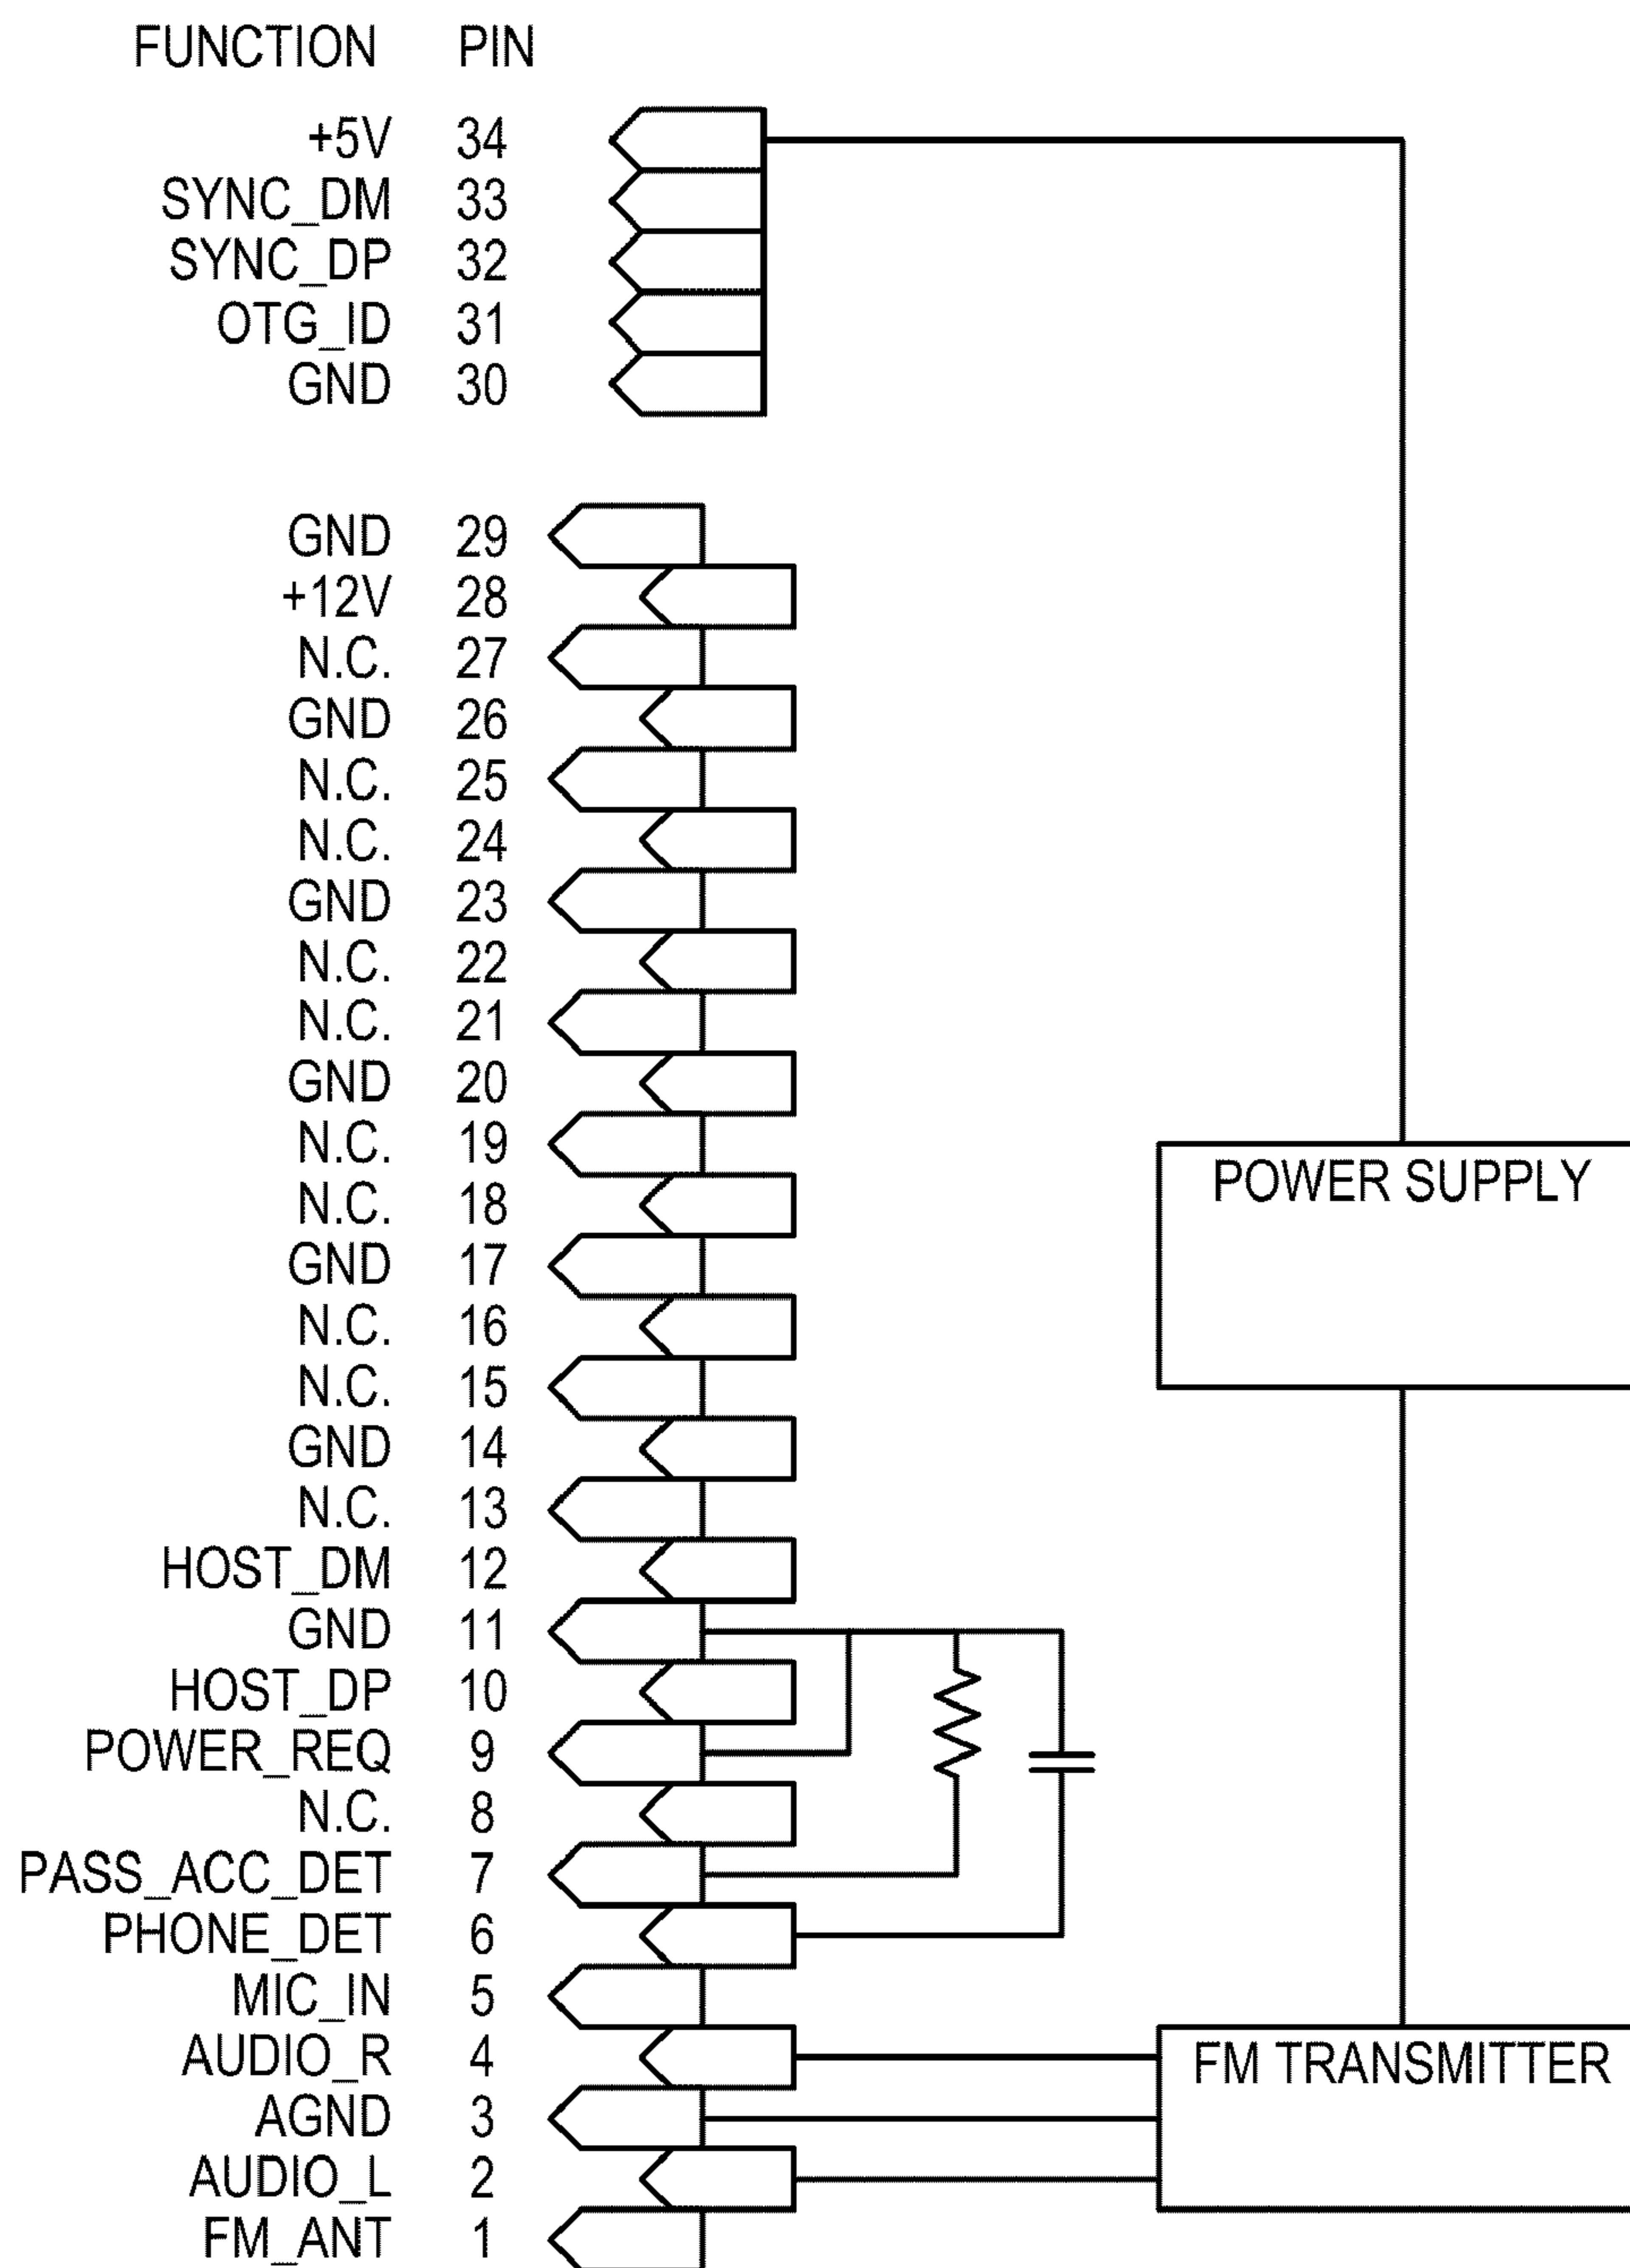 FUNCTION PIN
+5V 34
SYNC_DM 33
SYNC_DP 32
OTG_ID 31
GND 30
GND 29
+12V 28
N.C. 27
GND 26
N.C. 25
N.C. 24
GND 23
N.C. 22
N.C. 21
GND 20
N.C. 19
POWER SUPPLY
N.C. 18
GND 17
N.C. 16
N.C. 15
GND 14
N.C. 13
HOST_DM 12
GND 11
HOST_DP 10
POWER_REQ 9
N.C. 8
PASS_ACC_DET 7
PHONE_DET 6
MIC_IN 5
AUDIO_R 4
FM TRANSMITTER
AGND 3
AUDIO_L 2
FM_ANT 1